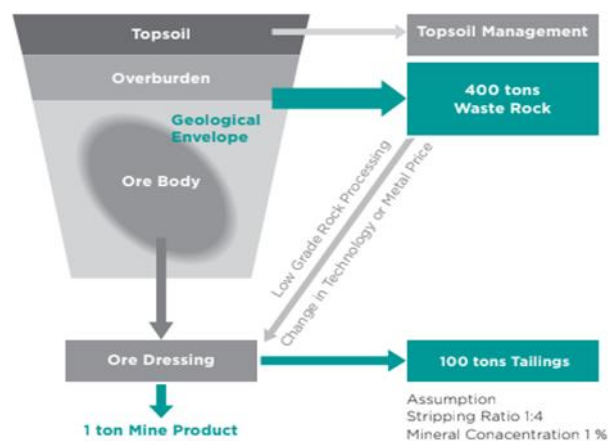 Topsoil
Topsoil Management
Overburden
400 tons
Waste Rock
Geological
Envelope
Ore Body
Low Grade Rock Processing
Change in Technology or Metal Price
Ore Dressing
100 tons Tailings
1 ton Mine Product
Assumption
Stripping Ratio 1:4
Mineral Conacentration 1 %